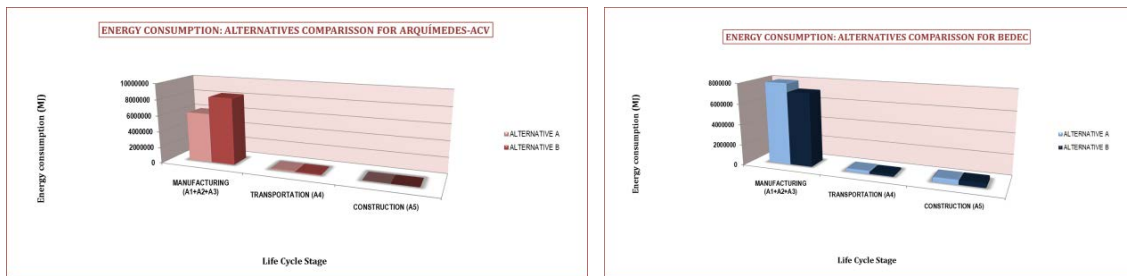 ENERGY CONSUMPTION: ALTERNATIVES COMPARISSON FOR ARQUÍMEDES-ACV
Energy consumption (MJ)
10000000
8000000
6000000
4000000
2000000
0
MANUFACTURING
(A1+A2+A3)
TRANSPORTATION (A4)
CONSTRUCTION (A5)
ALTERNATIVE A
ALTERNATIVE B
Life Cycle Stage
ENERGY CONSUMPTION: ALTERNATIVES COMPARISSON FOR BEDEC
Energy consumption (MJ)
8000000
6000000
4000000
2000000
0
MANUFACTURING
(A1+A2+A3)
TRANSPORTATION (A4)
CONSTRUCTION (A5)
ALTERNATIVE A
ALTERNATIVE B
Life Cycle Stage